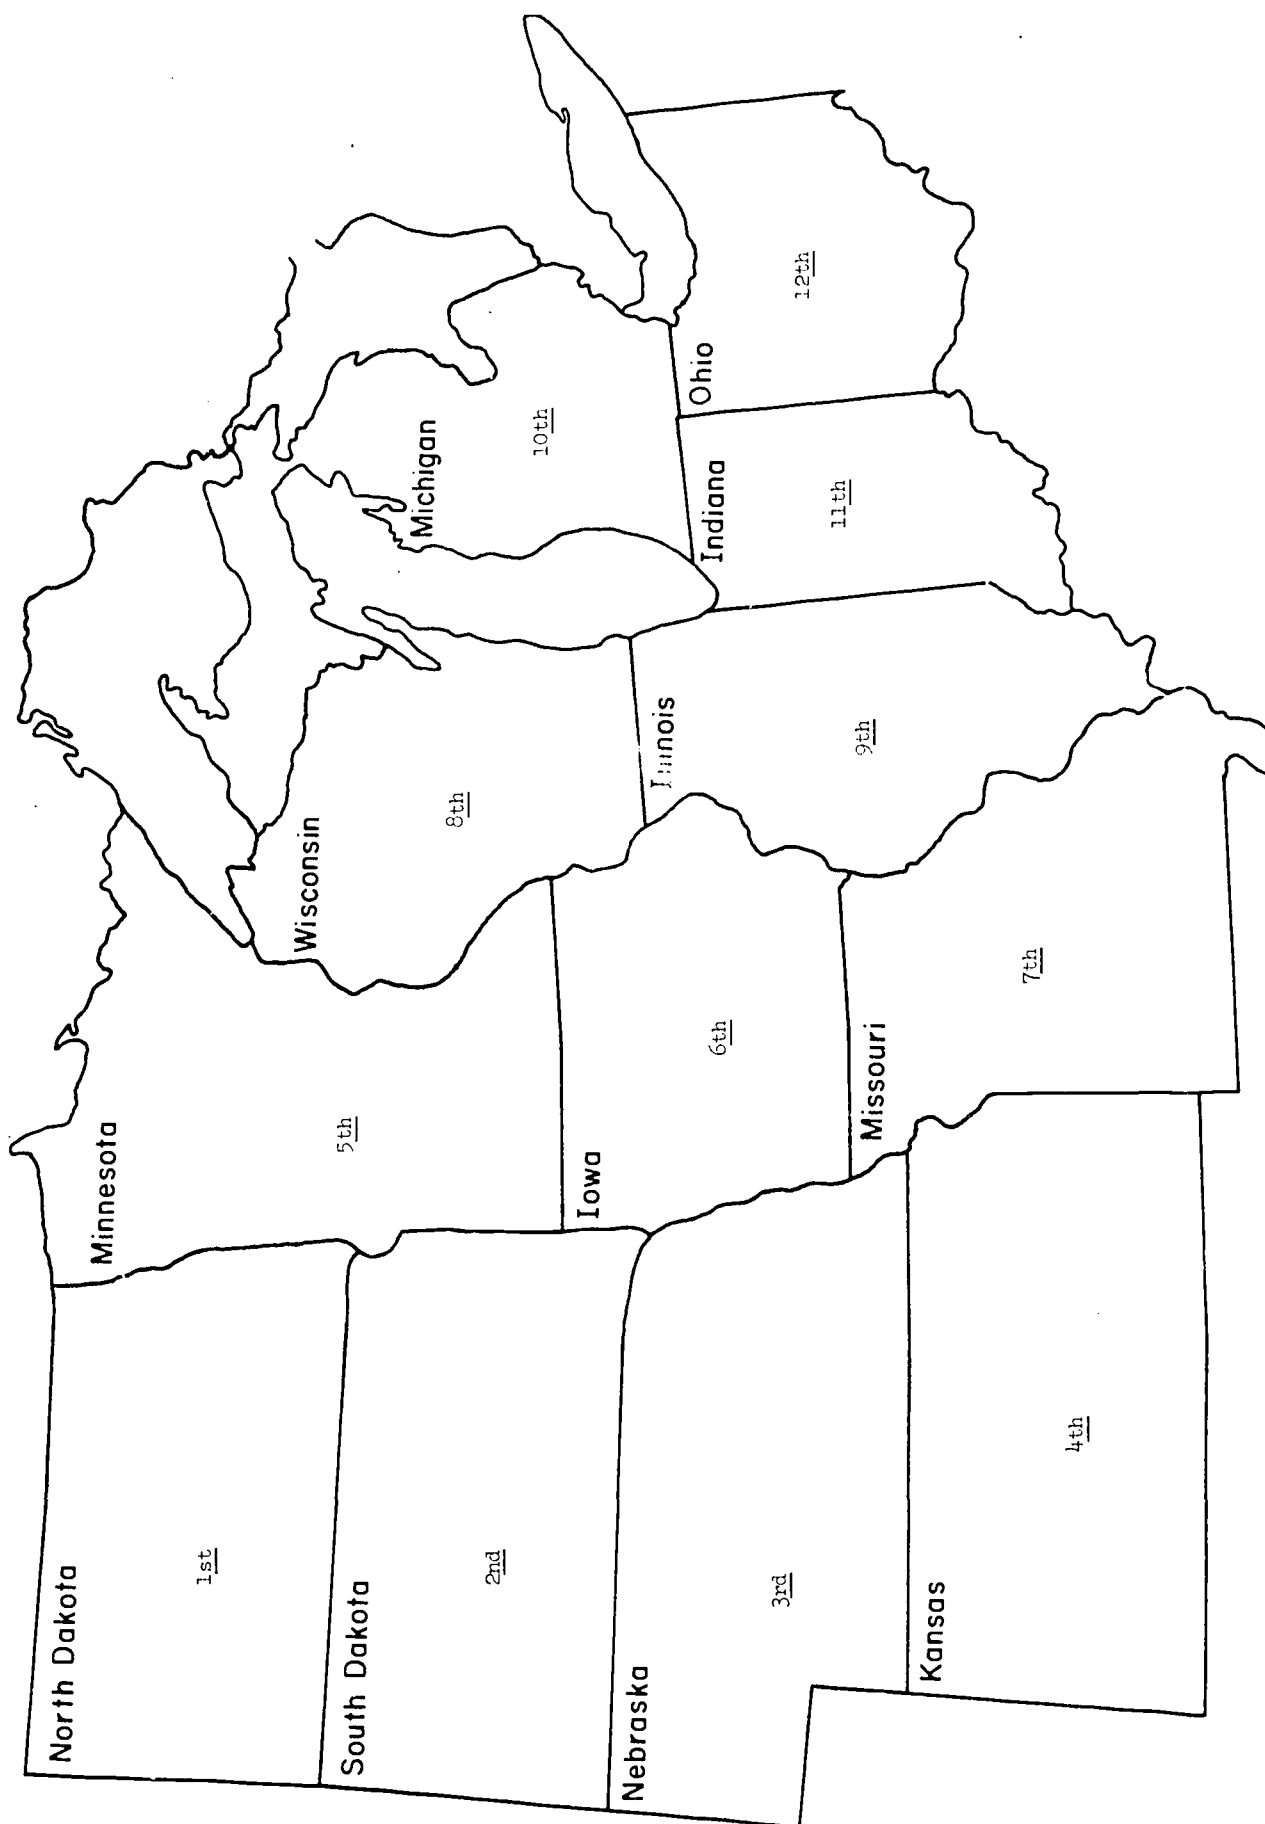 North Dakota
1st
South Dakota
2nd
Nebraska
3rd
Kansas
4th
Minnesota
5th
Iowa
6th
Missouri
7th
Wisconsin
8th
Illinois
9th
Michigan
10th
Indiana
11th
Ohio
12th